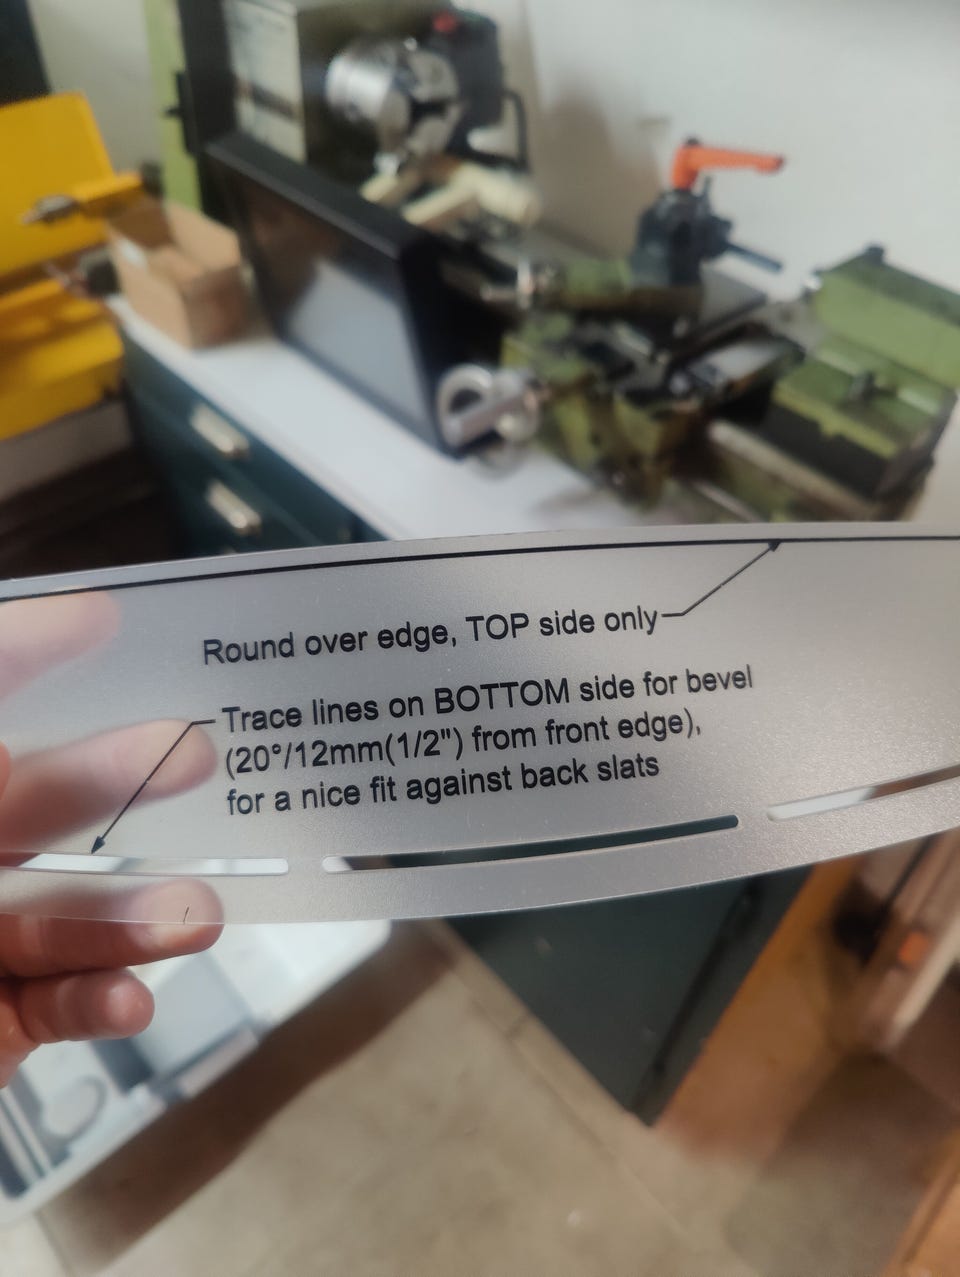 Round over edge, TOP side only
Trace lines on BOTTOM side for bevel
(20°/12mm(1/2") from front edge),
for a nice fit against back slats